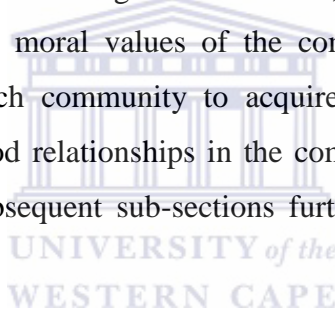 moral values of the con
ch community to acquire
od relationships in the con
bsequent sub-sections furt
UNIVERSITY of the
WESTERN CAPE